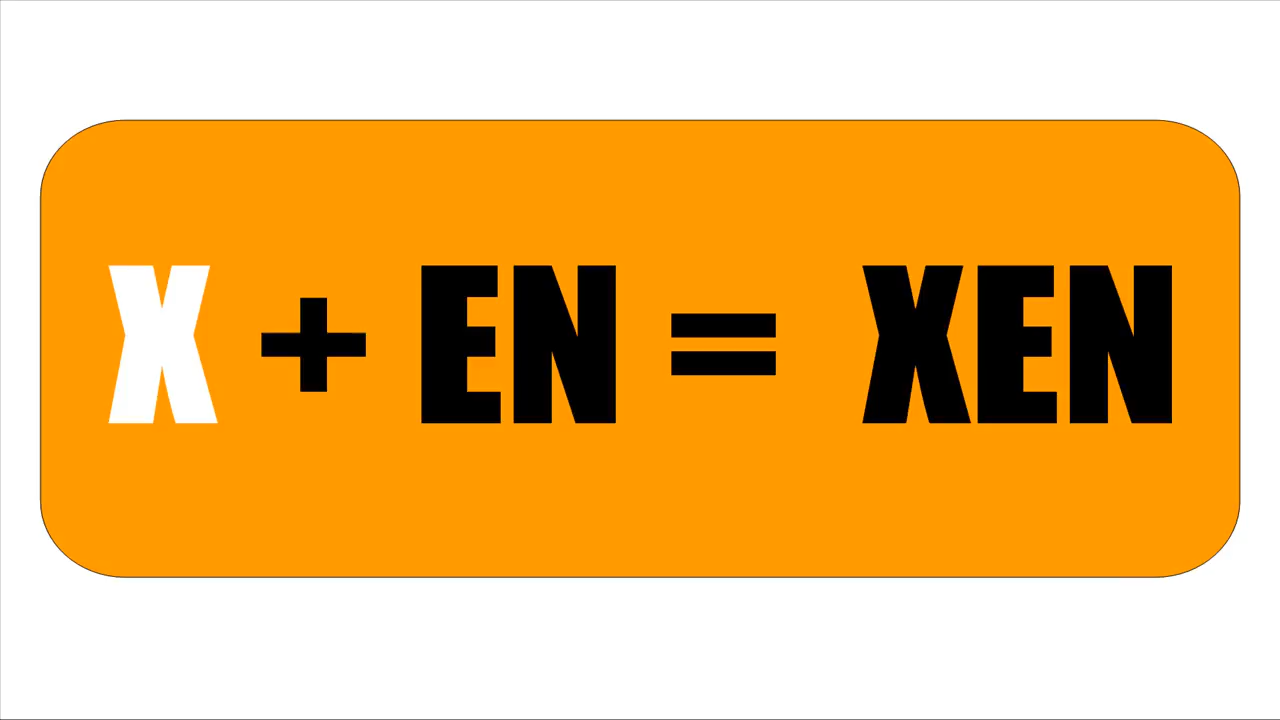 X + EN = XEN